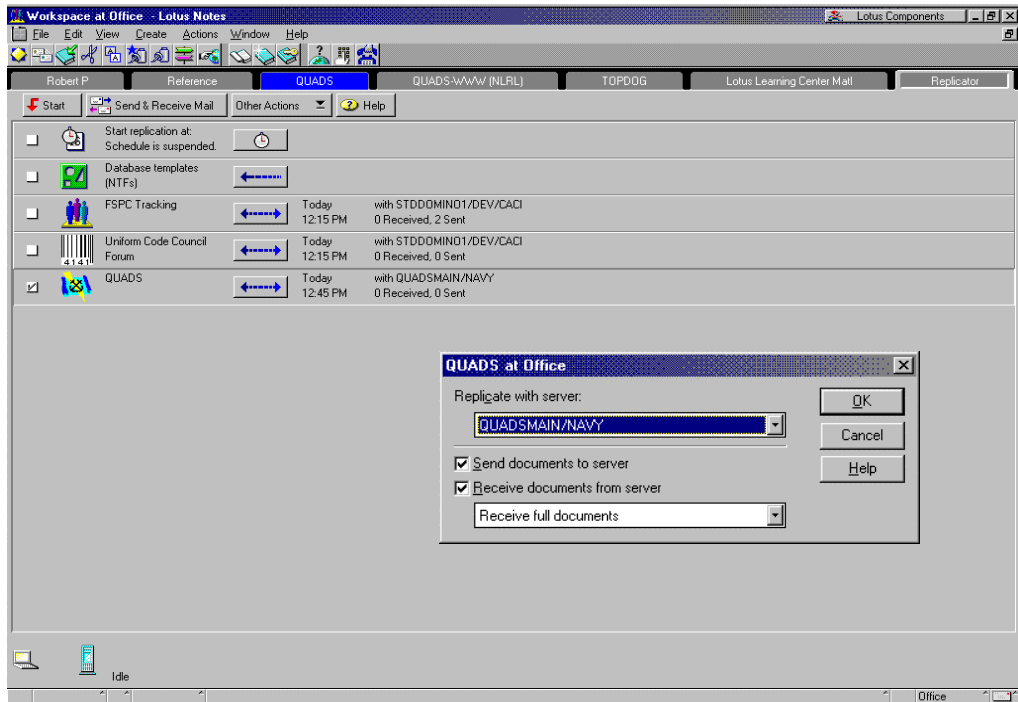 Workspace at Office - Lotus Notes
Lotus Components
File Edit View Create Actions Window Help
Robert P Reference QUADS QUADS-WWW (NLRL) TOPDOG Lotus Learning Center Matl Replicator
Start Send & Receive Mail Other Actions Help
Start replication at:
Schedule is suspended.
Database templates
(NTFs)
FSPC Tracking Today with STDDOMINO1/DEV/CACI
12:15 PM 0 Received, 2 Sent
Uniform Code Council Today with STDDOMINO1/DEV/CACI
4141 Forum 12:15 PM 0 Received, 0 Sent
QUADS Today with QUADSMAIN/NAVY
12:45 PM 0 Received, 0 Sent
QUADS at Office
Replicate with server:
QUADSMAIN/NAVY
Send documents to server
Receive documents from server
Receive full documents
OK
Cancel
Help
Idle
Office